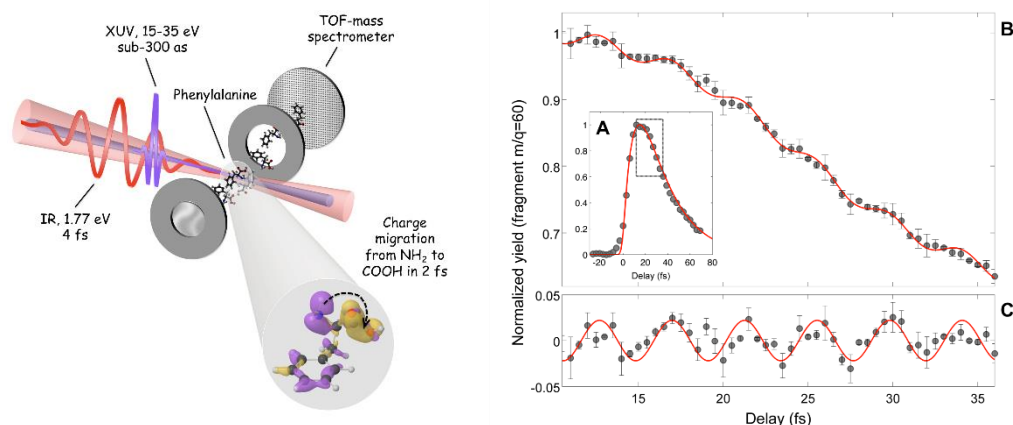 XUV, 15-35 eV
sub-300 as
TOF-mass
spectrometer
Phenylalanine
IR, 1.77 eV
4 fs
Charge
migration
from NH₂ to
COOH in 2 fs
Normalized yield (fragment m/q=60)
B
1
0.9
0.8
0.7
A
1
0.8
0.6
0.4
0.2
0
-20 0 20 40 60 80
Delay (fs)
C
0.05
0
-0.05
15 20 25 30 35
Delay (fs)